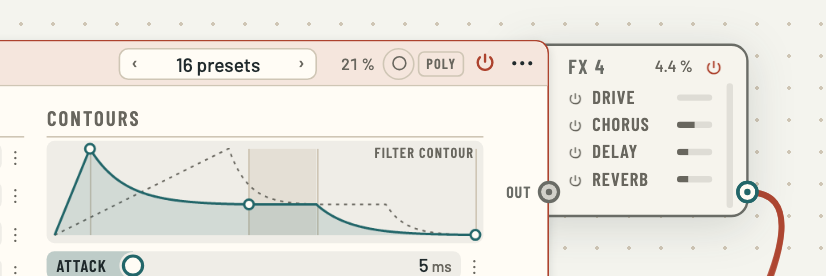 16 presets
21 %
POLY
CONTOURS
FILTER CONTOUR
ATTACK
5 ms
OUT
FX 4
4.4 %
DRIVE
CHORUS
DELAY
REVERB